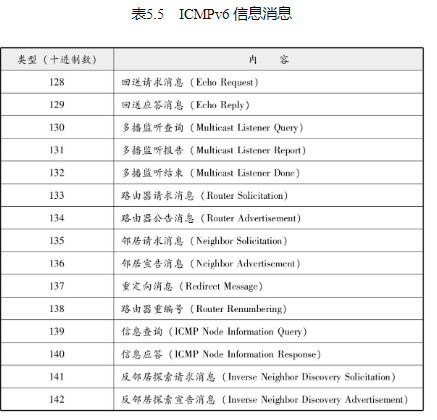 表5.5 ICMPv6 信息消息
类型（十进制数） 内 容
128 回送请求消息（Echo Request）
129 回送应答消息（Echo Reply）
130 多播监听查询（Multicast Listener Query）
131 多播监听报告（Multicast Listener Report）
132 多播监听结束（Multicast Listener Done）
133 路由器请求消息（Router Solicitation）
134 路由器公告消息（Router Advertisement）
135 邻居请求消息（Neighbor Solicitation）
136 邻居宣告消息（Neighbor Advertisement）
137 重定向消息（Redirect Message）
138 路由器重编号（Router Renumbering）
139 信息查询（ICMP Node Information Query）
140 信息应答（ICMP Node Information Response）
141 反邻居探索请求消息（Inverse Neighbor Discovery Solicitation）
142 反邻居探索宣告消息（Inverse Neighbor Discovery Advertisement）